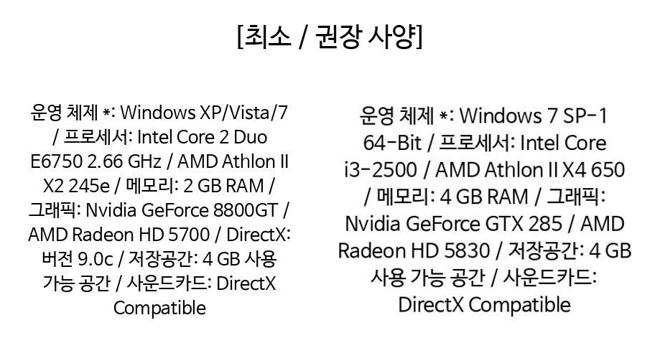 [최소 / 권장 사양]
운영 체제 *: Windows XP/Vista/7
/ 프로세서: Intel Core 2 Duo
E6750 2.66 GHz / AMD Athlon II
X2 245e / 메모리: 2 GB RAM /
그래픽: Nvidia GeForce 8800GT /
AMD Radeon HD 5700 / DirectX:
버전 9.0c / 저장공간: 4 GB 사용
가능 공간 / 사운드카드: DirectX
Compatible
운영 체제 *: Windows 7 SP-1
64-Bit / 프로세서: Intel Core
i3-2500 / AMD Athlon II X4 650
/ 메모리: 4 GB RAM / 그래픽:
Nvidia GeForce GTX 285 / AMD
Radeon HD 5830 / 저장공간: 4 GB
사용 가능 공간 / 사운드카드:
DirectX Compatible